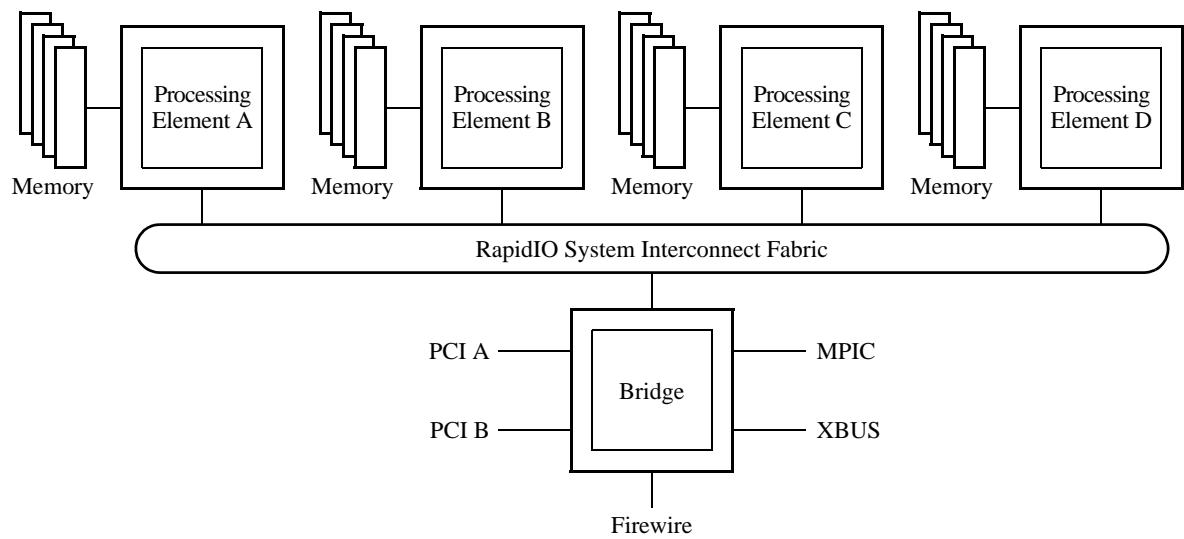 Processing
Element A
Memory
Processing
Element B
Memory
Processing
Element C
Memory
Processing
Element D
Memory
RapidIO System Interconnect Fabric
PCI A
MPIC
Bridge
PCI B
XBUS
Firewire